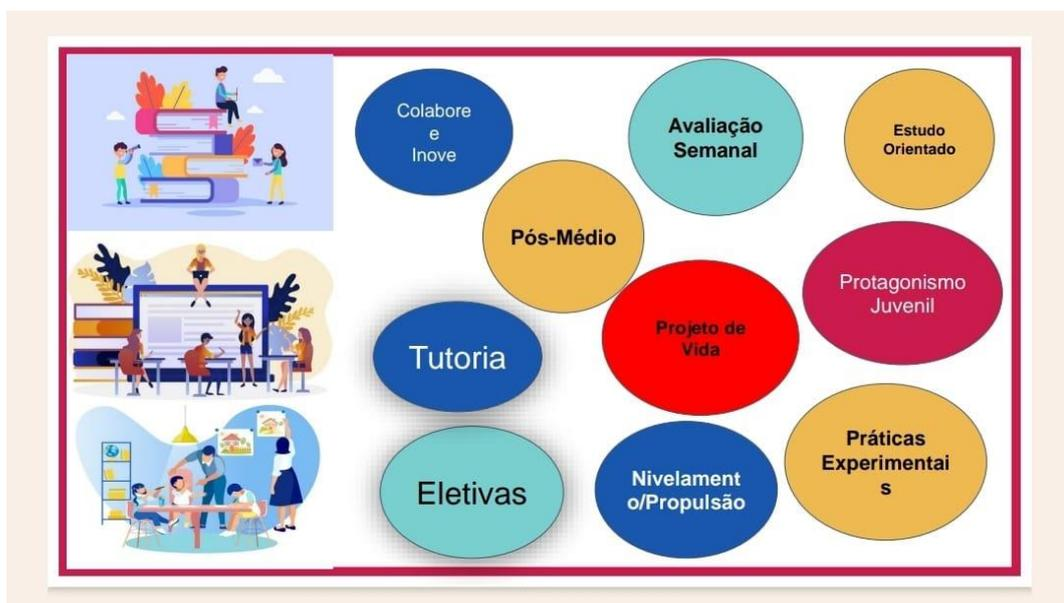 Colabore
e
Inove
Avaliação
Semanal
Estudo
Orientado
Pós-Médio
Protagonismo
Juvenil
Projeto de
Vida
Tutoria
Práticas
Experimentai
s
Eletivas
Nivelament
o/Propulsão